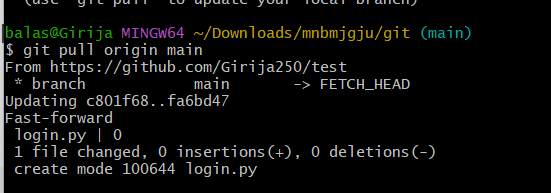 (use "git pull" to update your local branch)
balas@Girija MINGW64 ~/Downloads/mnbmjgju/git (main)
$ git pull origin main
From https://github.com/Girija250/test
 * branch            main       -> FETCH_HEAD
Updating c801f68..fa6bd47
Fast-forward
 login.py | 0
 1 file changed, 0 insertions(+), 0 deletions(-)
 create mode 100644 login.py